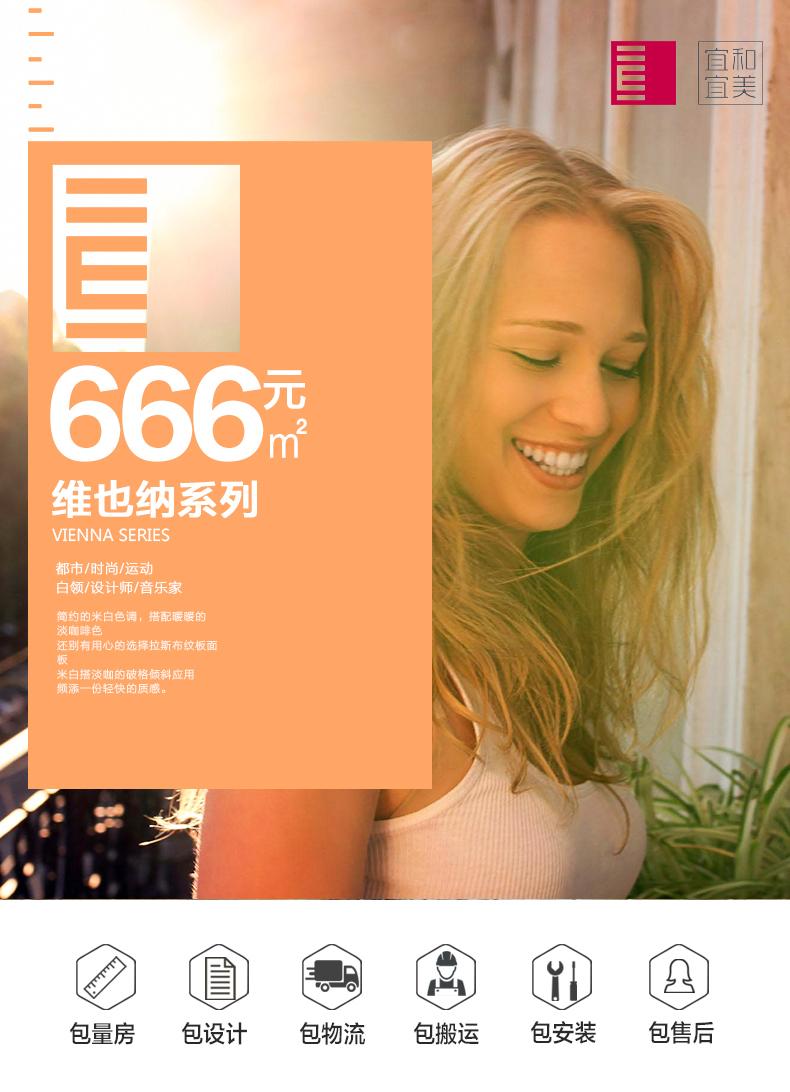 宜和
宜美
666元
m²
维也纳系列
VIENNA SERIES
都市/时尚/运动
白领/设计师/音乐家
简约的米白色调，搭配暖暖的
淡咖啡色
还别有用心的选择拉斯布纹板面
板
米白搭淡咖的破格倾斜应用
频添一份轻快的质感。
包量房 包设计 包物流 包搬运 包安装 包售后